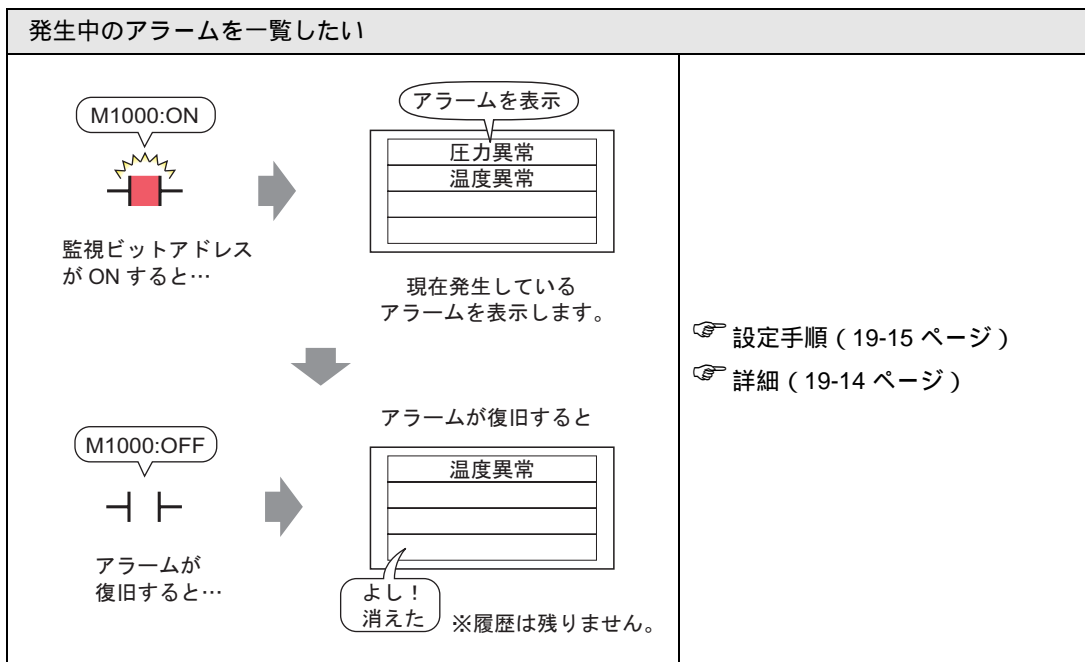 発生中のアラームを一覧したい
M1000:ON
監視ビットアドレス
が ON すると…
アラームを表示
圧力異常
温度異常
現在発生している
アラームを表示します。
M1000:OFF
アラームが
復旧すると…
アラームが復旧すると
温度異常
よし！
消えた
※履歴は残りません。
設定手順（19-15 ページ）
詳細（19-14 ページ）